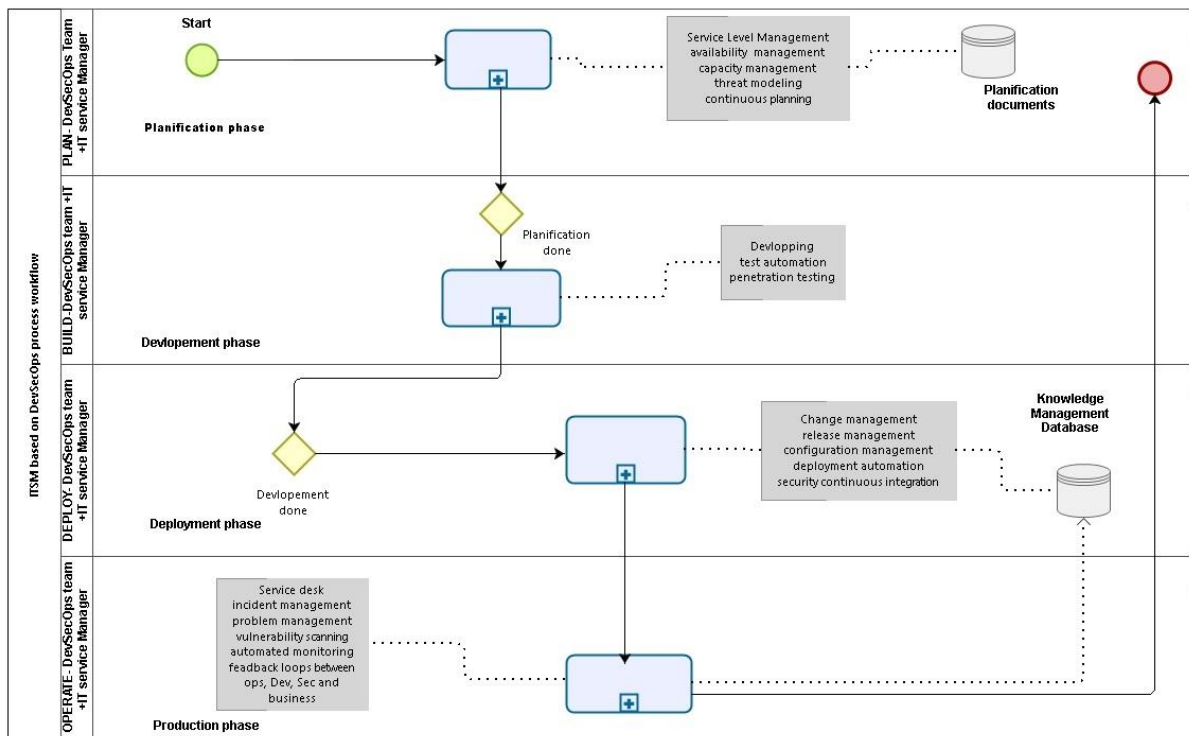 ITSM based on DevSecOps process workflow
PLAN- DevSecOps Team
+IT service Manager
Start
Planification phase
Service Level Management
availability management
capacity management
threat modeling
continuous planning
Planification
documents
BUILD-DevSecOps team +IT
service Manager
Planification
done
Devlopping
test automation
penetration testing
Devlopement phase
DEPLOY- DevSecOps team
+IT service Manager
Devlopement
done
Deployment phase
Change management
release management
configuration management
deployment automation
security continuous integration
Knowledge
Management
Database
OPERATE- DevSecOps team
+IT service Manager
Service desk
incident management
problem management
vulnerability scanning
automated monitoring
feadback loops between
ops, Dev, Sec and
business
Production phase